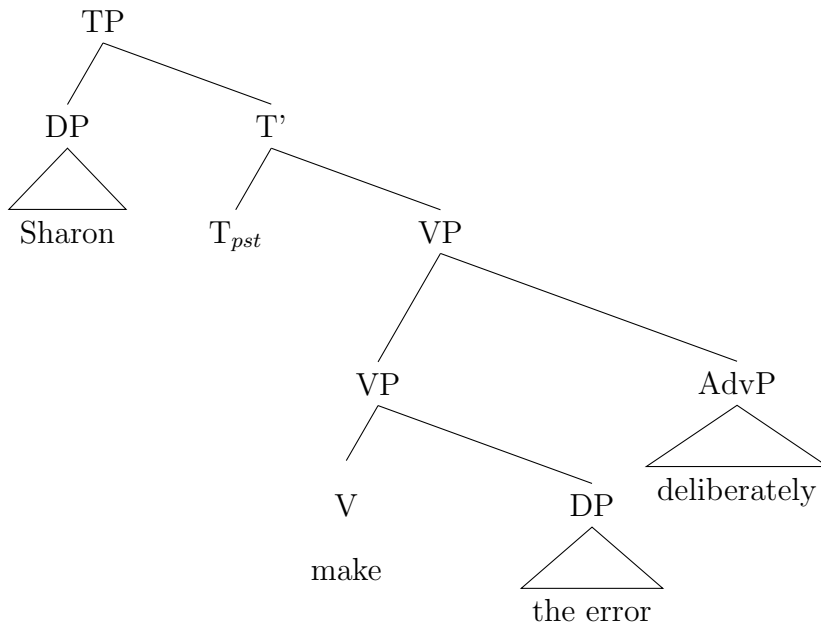 TP
DP T’
Sharon T_pst VP
VP AdvP
V DP deliberately
make the error